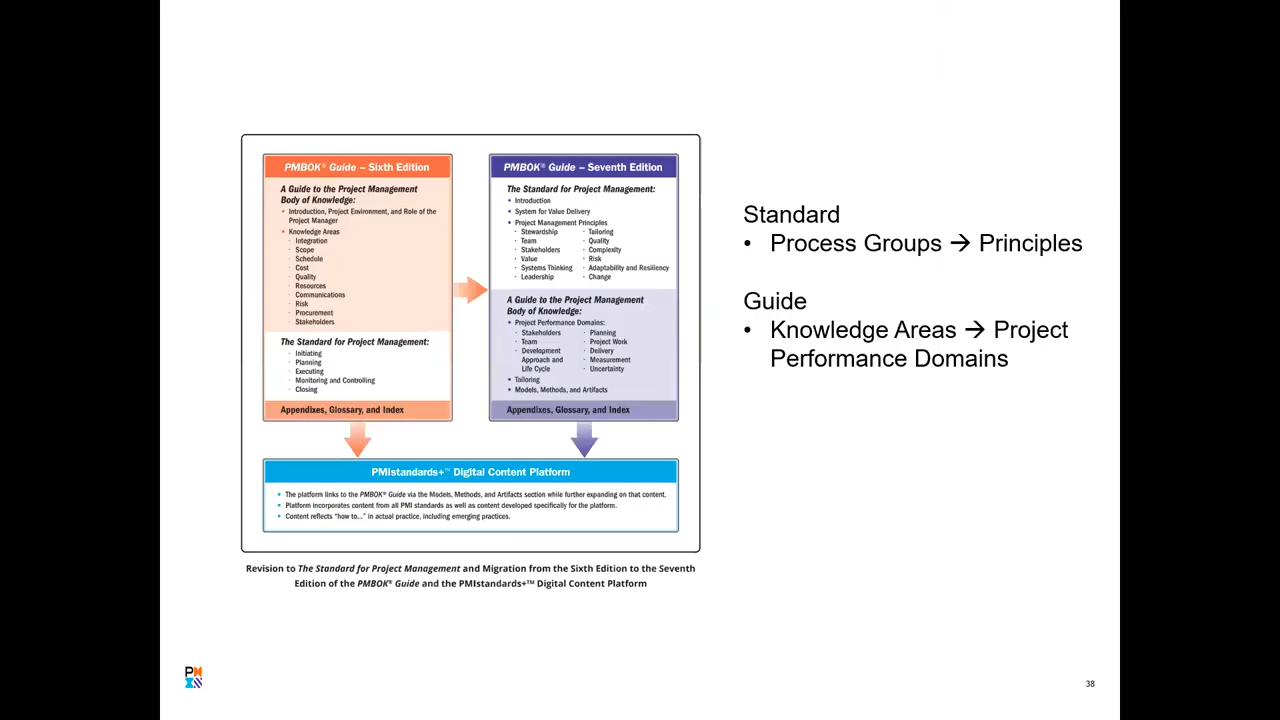 PMBOK® Guide – Sixth Edition
A Guide to the Project Management
Body of Knowledge:
• Introduction, Project Environment, and Role of the
Project Manager
• Knowledge Areas
- Integration
- Scope
- Schedule
- Cost
- Quality
- Resources
- Communications
- Risk
- Procurement
- Stakeholders
The Standard for Project Management:
- Initiating
- Planning
- Executing
- Monitoring and Controlling
- Closing
Appendixes, Glossary, and Index
PMBOK® Guide – Seventh Edition
The Standard for Project Management:
• Introduction
• System for Value Delivery
• Project Management Principles
- Stewardship
- Team
- Stakeholders
- Value
- Systems Thinking
- Leadership
- Tailoring
- Quality
- Complexity
- Risk
- Adaptability and Resiliency
- Change
A Guide to the Project Management
Body of Knowledge:
• Project Performance Domains:
- Stakeholders
- Team
- Development
Approach and
Life Cycle
- Planning
- Project Work
- Delivery
- Measurement
- Uncertainty
• Tailoring
• Models, Methods, and Artifacts
Appendixes, Glossary, and Index
PMIstandards+™ Digital Content Platform
• The platform links to the PMBOK® Guide via the Models, Methods, and Artifacts section while further expanding on that content.
• Platform incorporates content from all PMI standards as well as content developed specifically for the platform.
• Content reflects “how to...” in actual practice, including emerging practices.
Revision to The Standard for Project Management and Migration from the Sixth Edition to the Seventh
Edition of the PMBOK® Guide and the PMIstandards+™ Digital Content Platform
Standard
• Process Groups → Principles
Guide
• Knowledge Areas → Project
Performance Domains
38